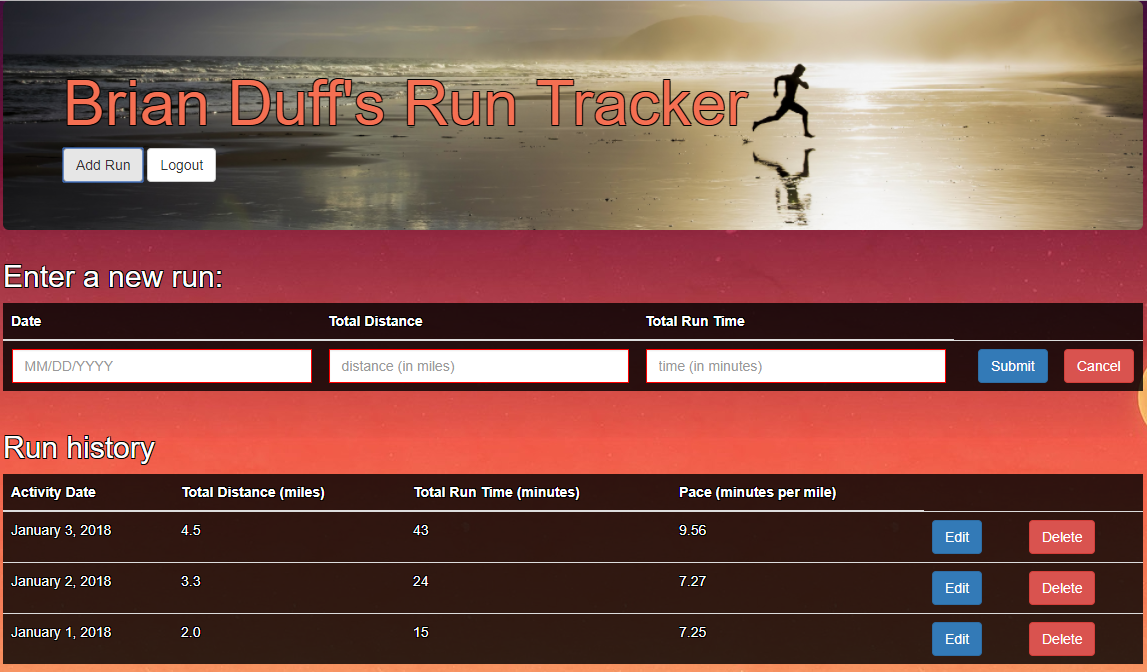 Brian Duff's Run Tracker
Add Run Logout
Enter a new run:
Date Total Distance Total Run Time
MM/DD/YYYY distance (in miles) time (in minutes) Submit Cancel
Run history
Activity Date Total Distance (miles) Total Run Time (minutes) Pace (minutes per mile)
January 3, 2018 4.5 43 9.56 Edit Delete
January 2, 2018 3.3 24 7.27 Edit Delete
January 1, 2018 2.0 15 7.25 Edit Delete